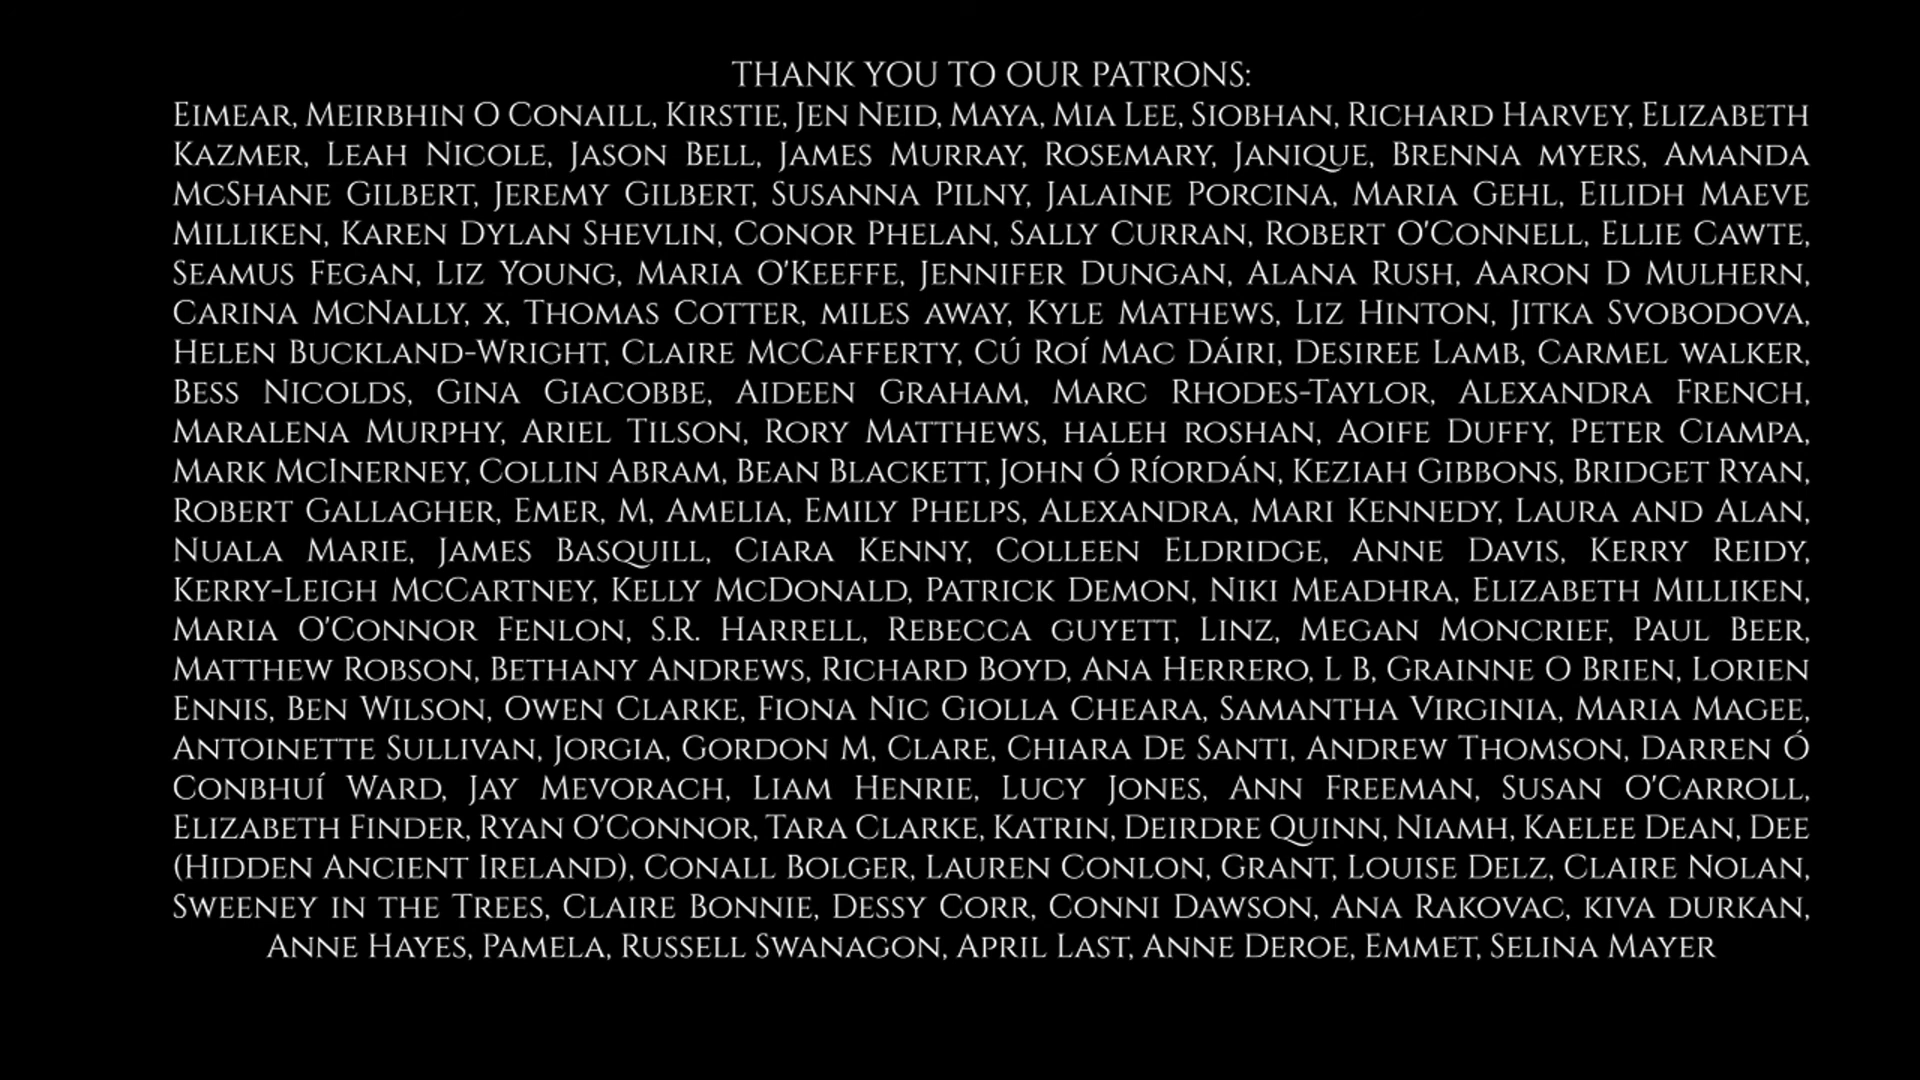 THANK YOU TO OUR PATRONS:
Eimear, Meirbhin O Conaill, Kirstie, Jen Neid, Maya, Mia Lee, Siobhan, Richard Harvey, Elizabeth
Kazmer, Leah Nicole, Jason Bell, James Murray, Rosemary, Janique, Brenna myers, Amanda
McShane Gilbert, Jeremy Gilbert, Susanna Pilny, Jalaine Porcina, Maria Gehl, Eilidh Maeve
Milliken, Karen Dylan Shevlin, Conor Phelan, Sally Curran, Robert O'Connell, Ellie Cawte,
Seamus Fegan, Liz Young, Maria O'Keeffe, Jennifer Dungan, Alana Rush, Aaron D Mulhern,
Carina McNally, x, Thomas Cotter, miles away, Kyle Mathews, Liz Hinton, Jitka Svobodova,
Helen Buckland-Wright, Claire McCafferty, Cú Roí Mac Dáiri, Desiree Lamb, Carmel walker,
Bess Nicolds, Gina Giacobbe, Aideen Graham, Marc Rhodes-Taylor, Alexandra French,
Maralena Murphy, Ariel Tilson, Rory Matthews, haleh roshan, Aoife Duffy, Peter Ciampa,
Mark McInerney, Collin Abram, Bean Blackett, John Ó Ríordán, Keziah Gibbons, Bridget Ryan,
Robert Gallagher, Emer, M, Amelia, Emily Phelps, Alexandra, Mari Kennedy, Laura and Alan,
Nuala Marie, James Basquill, Ciara Kenny, Colleen Eldridge, Anne Davis, Kerry Reidy,
Kerry-Leigh McCartney, Kelly McDonald, Patrick Demon, Niki Meadhra, Elizabeth Milliken,
Maria O'Connor Fenlon, S.R. Harrell, Rebecca guyett, Linz, Megan Moncrief, Paul Beer,
Matthew Robson, Bethany Andrews, Richard Boyd, Ana Herrero, L B, Grainne O Brien, Lorien
Ennis, Ben Wilson, Owen Clarke, Fiona Nic Giolla Cheara, Samantha Virginia, Maria Magee,
Antoinette Sullivan, Jorgia, Gordon M, Clare, Chiara De Santi, Andrew Thomson, Darren Ó
Conbhuí Ward, Jay Mevorach, Liam Henrie, Lucy Jones, Ann Freeman, Susan O'Carroll,
Elizabeth Finder, Ryan O'Connor, Tara Clarke, Katrin, Deirdre Quinn, Niamh, Kaelee Dean, Dee
(Hidden Ancient Ireland), Conall Bolger, Lauren Conlon, Grant, Louise Delz, Claire Nolan,
Sweeney in the Trees, Claire Bonnie, Dessy Corr, Conni Dawson, Ana Rakovac, kiva durkan,
Anne Hayes, Pamela, Russell Swanagon, April Last, Anne Deroe, Emmet, Selina Mayer